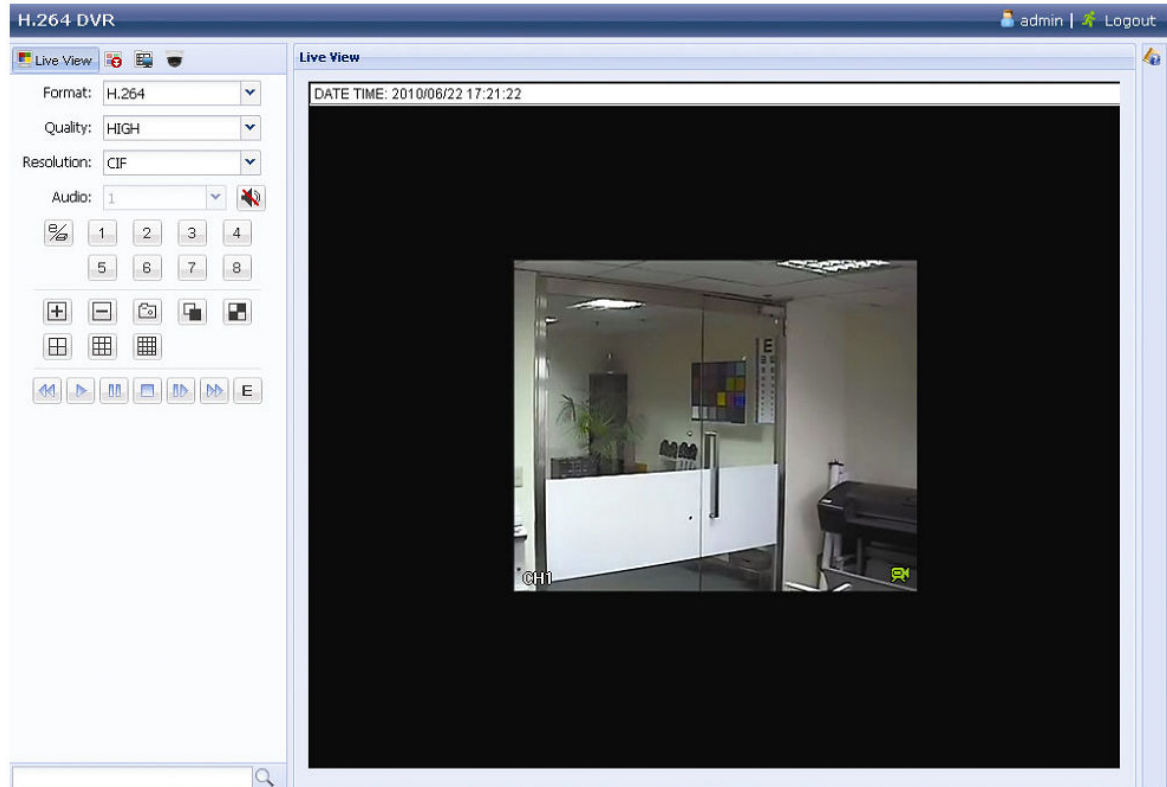 H.264 DVR
admin | Logout
Live View
Live View
DATE TIME: 2010/06/22 17:21:22
Format: H.264
Quality: HIGH
Resolution: CIF
Audio: 1
1 2 3 4
5 6 7 8
E
E
CH1